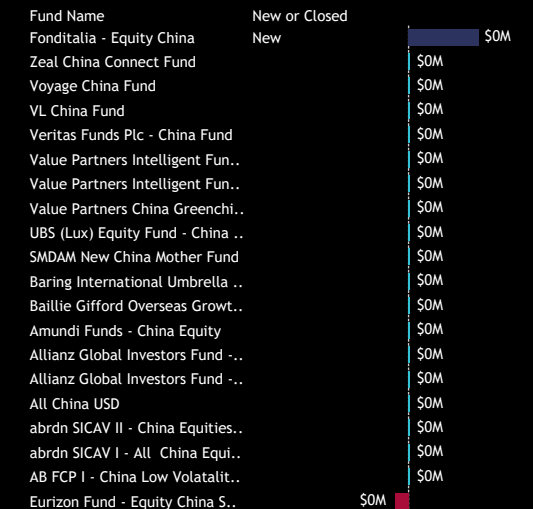 Fund Name New or Closed
Fonditalia - Equity China New $0M
Zeal China Connect Fund $0M
Voyage China Fund $0M
VL China Fund $0M
Veritas Funds Plc - China Fund $0M
Value Partners Intelligent Fun.. $0M
Value Partners Intelligent Fun.. $0M
Value Partners China Greenchi.. $0M
UBS (Lux) Equity Fund - China .. $0M
SMDAM New China Mother Fund $0M
Baring International Umbrella .. $0M
Baillie Gifford Overseas Growt.. $0M
Amundi Funds - China Equity $0M
Allianz Global Investors Fund -.. $0M
Allianz Global Investors Fund -.. $0M
All China USD $0M
abrdn SICAV II - China Equities.. $0M
abrdn SICAV I - All  China Equi.. $0M
AB FCP I - China Low Volatalit.. $0M
Eurizon Fund - Equity China S.. $0M